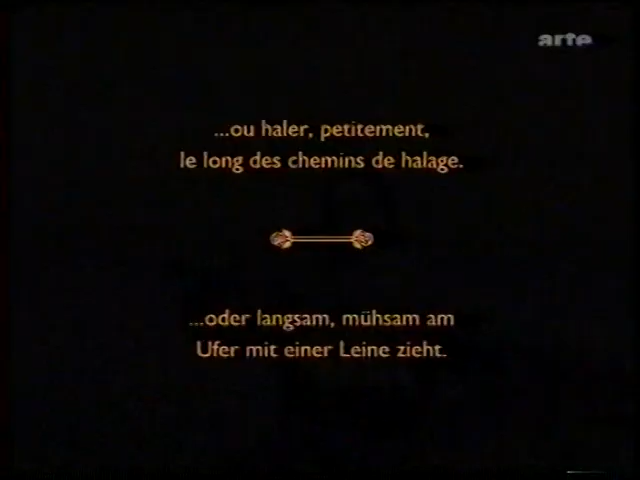 arte
...ou haler, petitement,
le long des chemins de halage.
...oder langsam, mühsam am
Ufer mit einer Leine zieht.